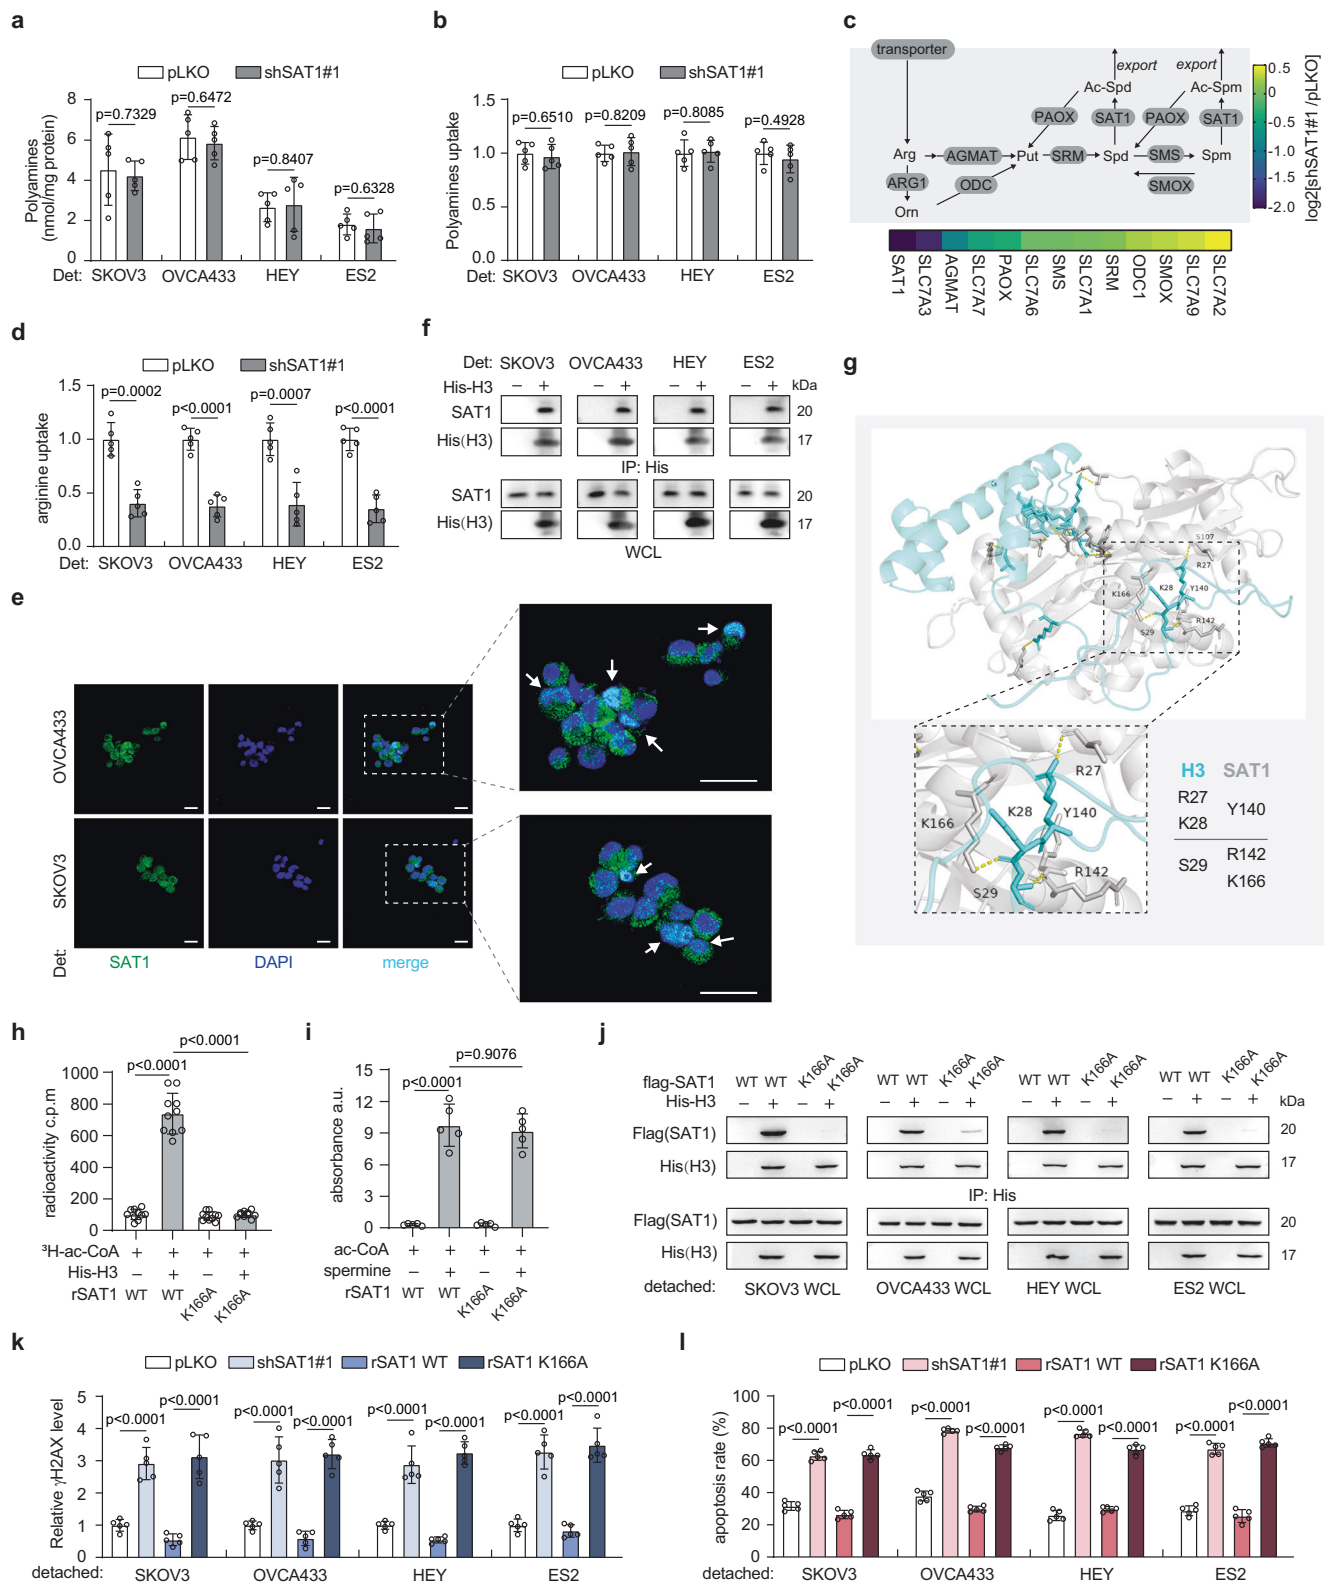 a
pLKO shSAT1#1
Polyamines
(nmol/mg protein)
8
6
4
2
0
p=0.7329
p=0.6472
p=0.8407
p=0.6328
Det: SKOV3 OVCA433 HEY ES2
b
pLKO shSAT1#1
Polyamines uptake
1.5
1.0
0.5
0.0
p=0.6510
p=0.8209
p=0.8085
p=0.4928
Det: SKOV3 OVCA433 HEY ES2
c
transporter
export export
Ac-Spd Ac-Spm
PAOX SAT1 PAOX SAT1
Arg AGMAT Put SRM Spd SMS Spm
ARG1 ODC SMOX
Orn
0.5
0
-0.5
-1.0
-1.5
-2.0
log2[shSAT1#1 /pLKO]
SAT1
SLC7A3
AGMAT
SLC7A7
PAOX
SLC7A6
SMS
SLC7A1
SRM
ODC1
SMOX
SLC7A9
SLC7A2
d
pLKO shSAT1#1
arginine uptake
1.5
1.0
0.5
0.0
p=0.0002
p<0.0001
p=0.0007
p<0.0001
Det: SKOV3 OVCA433 HEY ES2
f
Det: SKOV3 OVCA433 HEY ES2
His-H3 − + − + − + − + kDa
SAT1 20
His(H3) 17
IP: His
SAT1 20
His(H3) 17
WCL
e
OVCA433
SKOV3
Det: SAT1 DAPI merge
g
S107
R27
K166 K28 Y140
S29 R142
R27
K28 Y140
K166
R142
S29
H3 SAT1
R27
K28
Y140
S29
R142
K166
h
radioactivity c.p.m
1000
800
600
400
200
0
p<0.0001
p<0.0001
³H-ac-CoA + + + +
His-H3 − + − +
rSAT1 WT WT K166A K166A
i
absorbance a.u.
15
12
9
6
3
0
p<0.0001
p=0.9076
ac-CoA + + + +
spermine − + − +
rSAT1 WT WT K166A K166A
j
flag-SAT1 WT WT K166A K166A WT WT K166A K166A WT WT K166A K166A WT WT K166A K166A
His-H3 − + − + − + − + − + − + − + − + kDa
Flag(SAT1) 20
His(H3) 17
IP: His
Flag(SAT1) 20
His(H3) 17
detached: SKOV3 WCL OVCA433 WCL HEY WCL ES2 WCL
k
pLKO shSAT1#1 rSAT1 WT rSAT1 K166A
Relative γH2AX level
5
4
3
2
1
0
p<0.0001 p<0.0001
p<0.0001 p<0.0001
p<0.0001 p<0.0001
p<0.0001 p<0.0001
detached: SKOV3 OVCA433 HEY ES2
l
pLKO shSAT1#1 rSAT1 WT rSAT1 K166A
apoptosis rate (%)
100
80
60
40
20
0
p<0.0001 p<0.0001
p<0.0001 p<0.0001
p<0.0001 p<0.0001
p<0.0001 p<0.0001
detached: SKOV3 OVCA433 HEY ES2